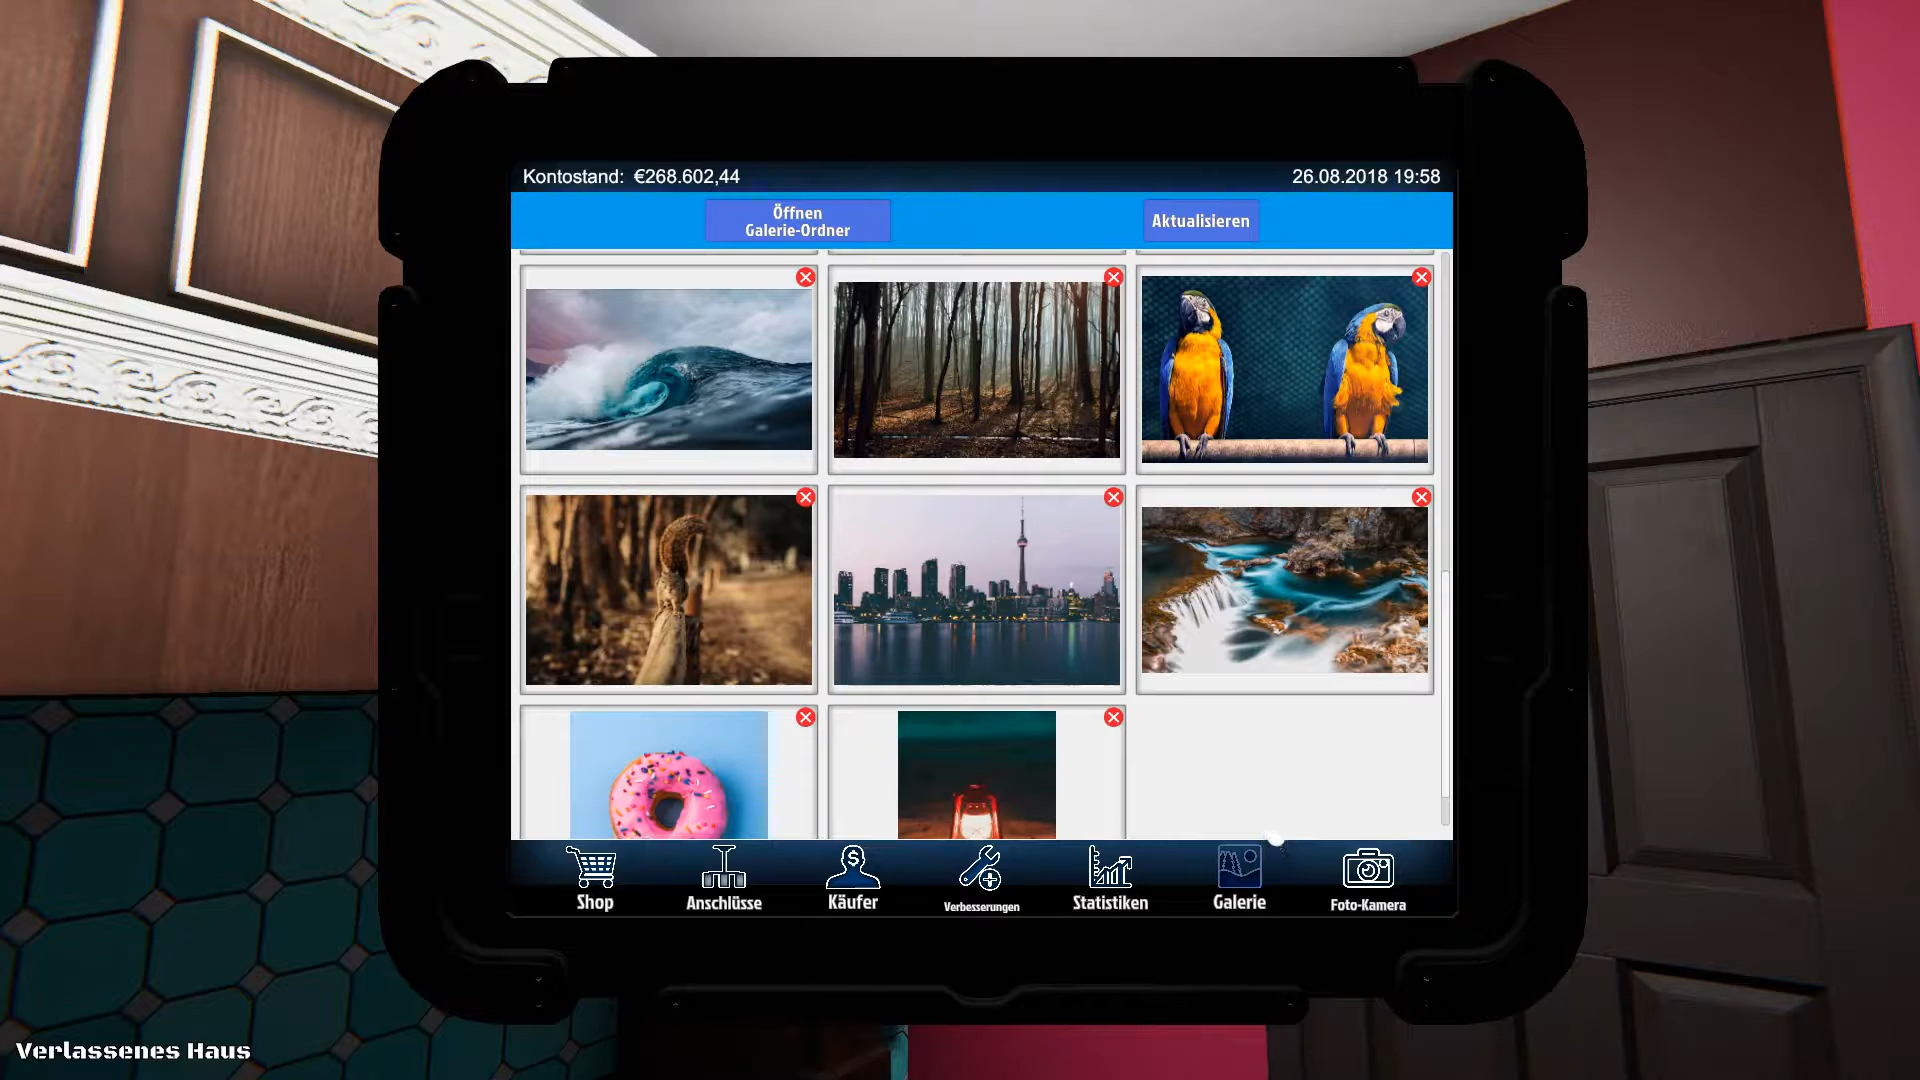 Kontostand: €268.602,44
26.08.2018 19:58
Öffnen
Galerie-Ordner
Aktualisieren
Shop
Anschlüsse
Käufer
Verbesserungen
Statistiken
Galerie
Foto-Kamera
Verlassenes Haus